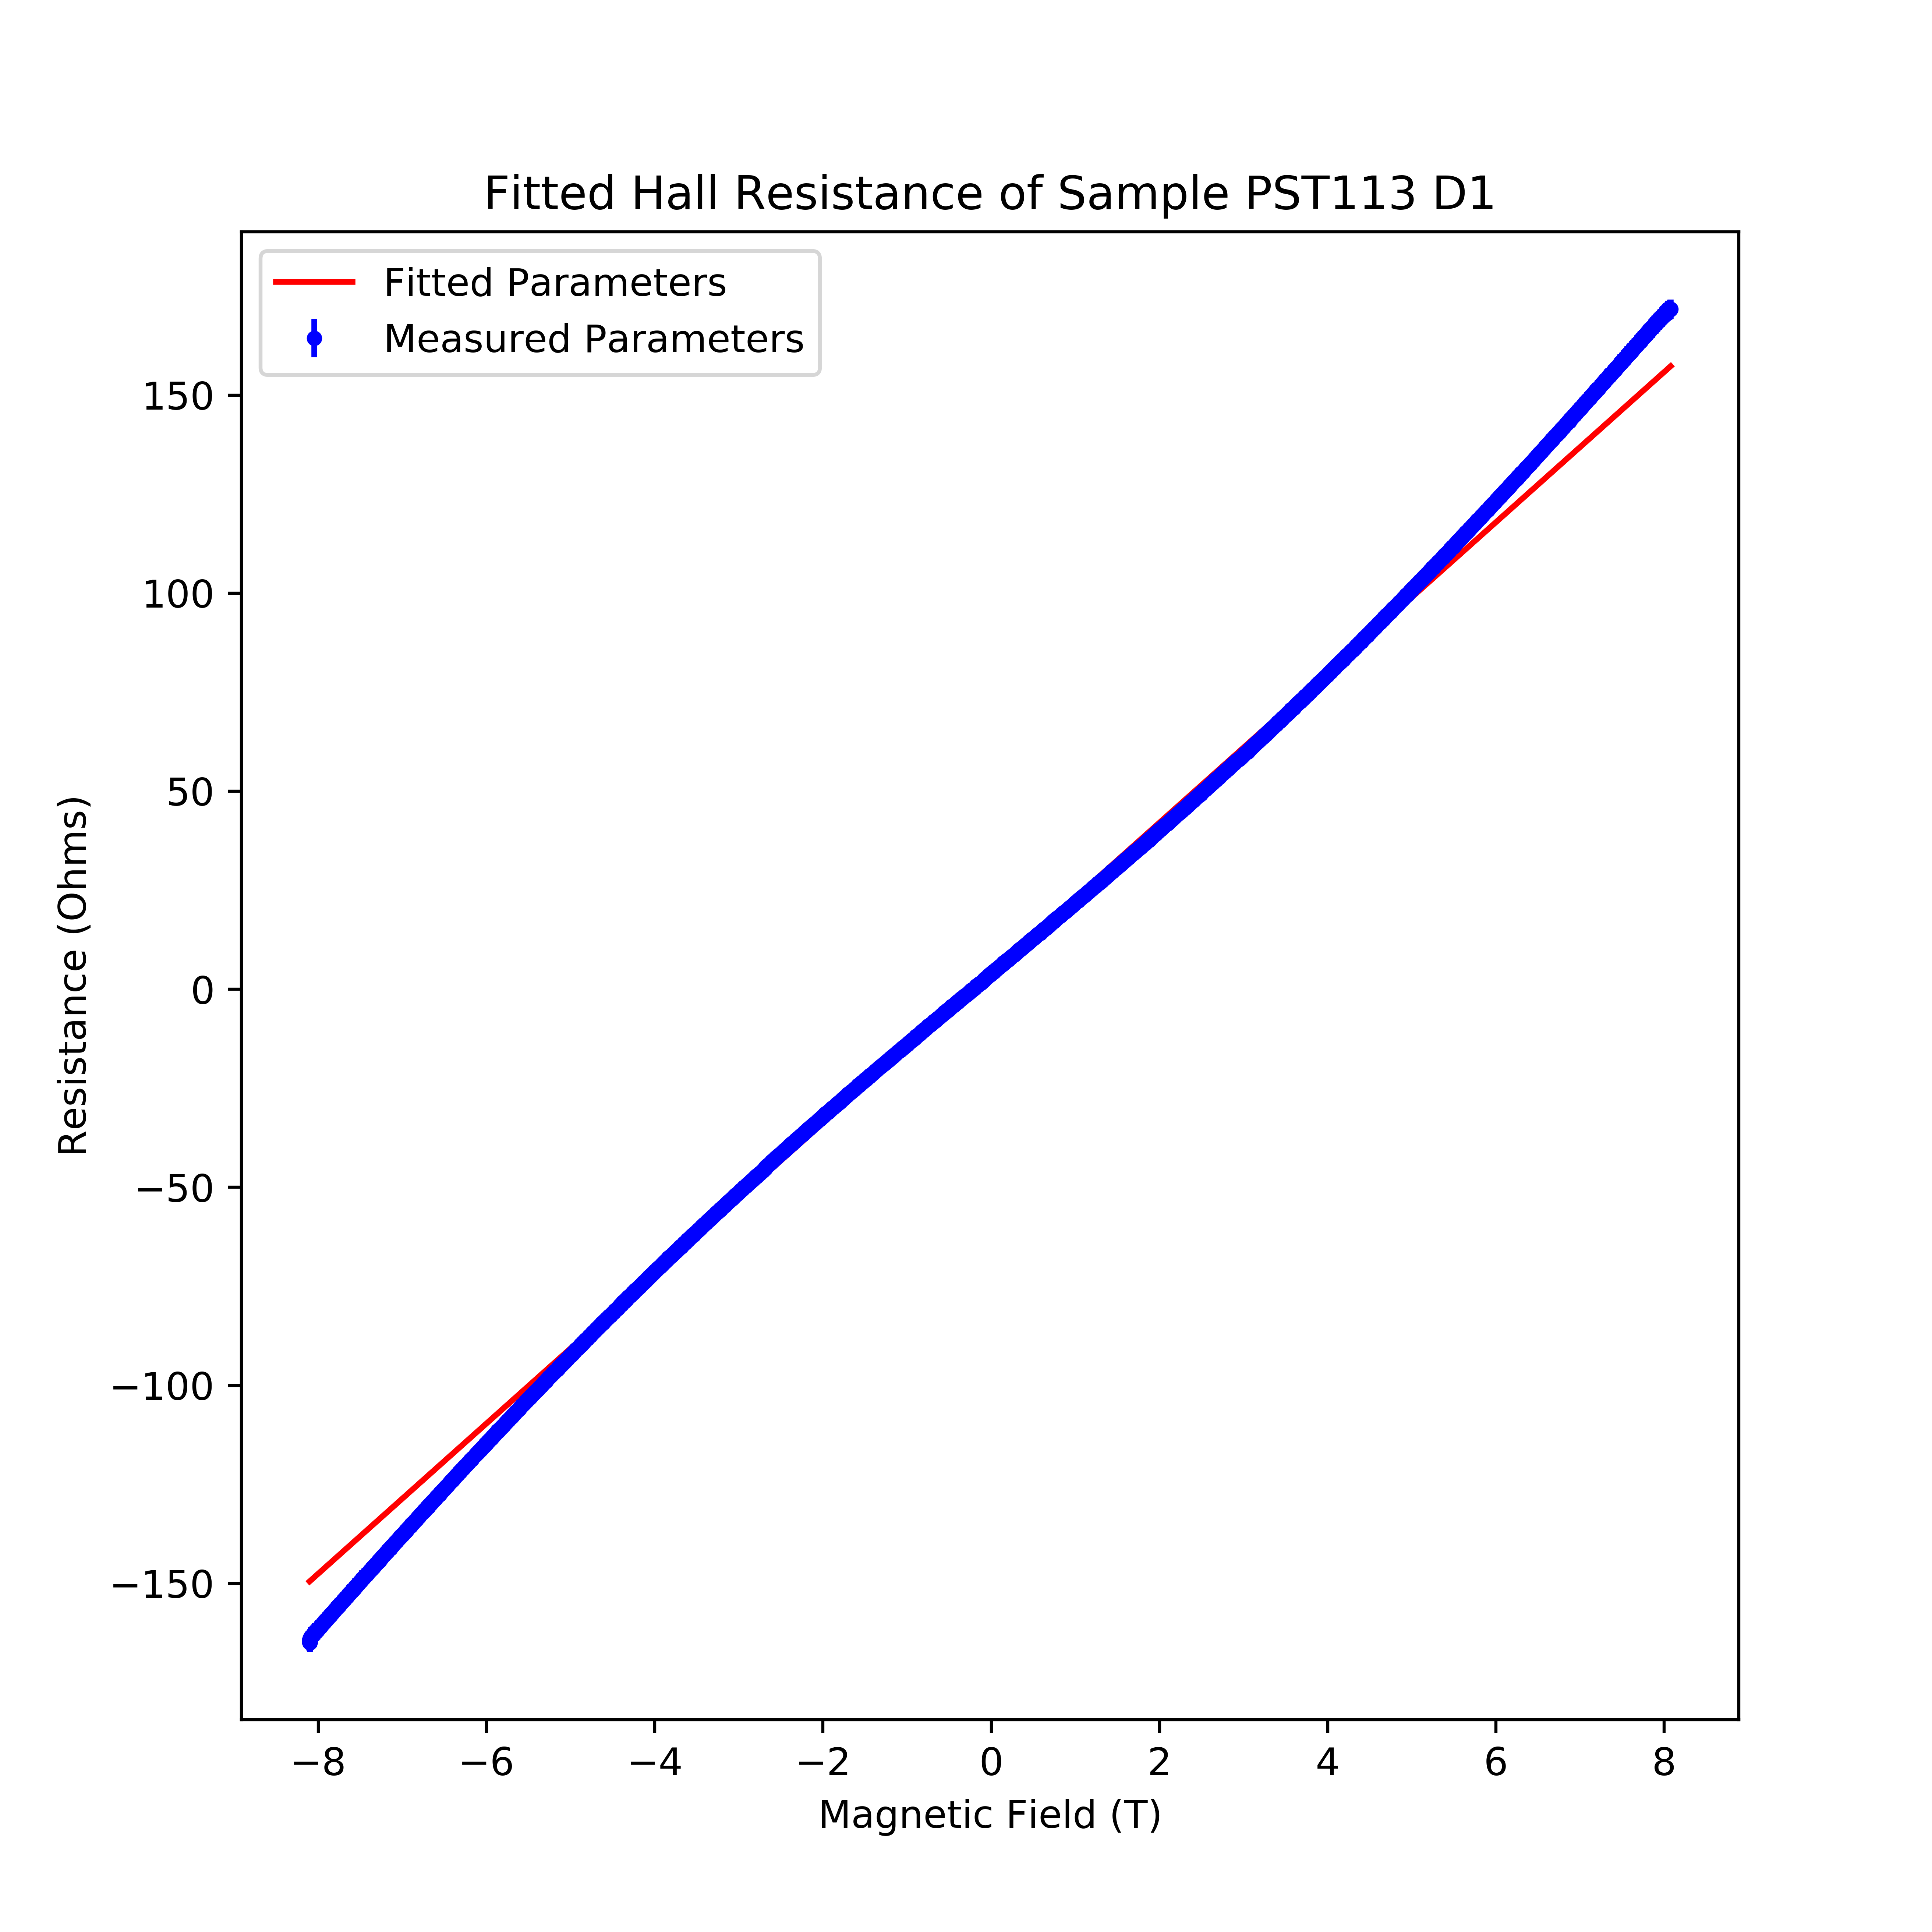 Fitted Hall Resistance of Sample PST113 D1
Fitted Parameters
Measured Parameters
150
100
50
0
−50
−100
−150
Resistance (Ohms)
−8 −6 −4 −2 0 2 4 6 8
Magnetic Field (T)